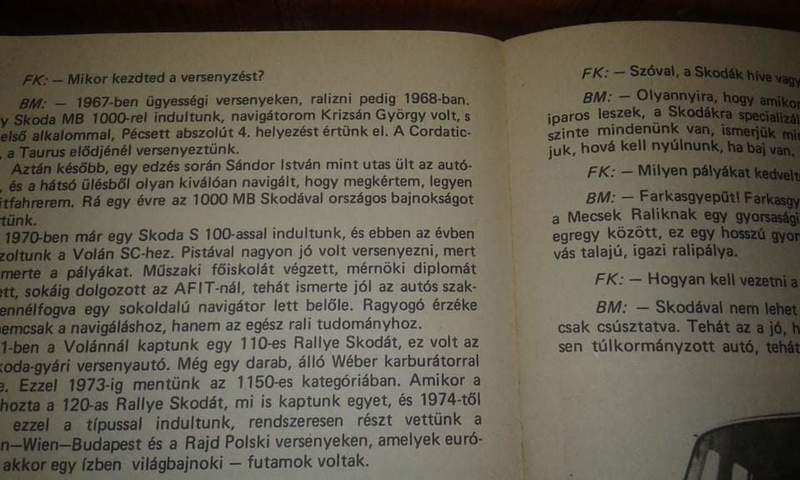 FK: — Mikor kezdted a versenyzést?
BM: — 1967-ben ügyességi versenyeken, ralizni pedig 1968-ban.
Skoda MB 1000-rel indultunk, navigátorom Krizsán György volt, s
első alkalommal, Pécsett abszolút 4. helyezést értünk el. A Cordatic-
, a Taurus elődjénél versenyeztünk.
Aztán később, egy edzés során Sándor István mint utas ült az autó-
, és a hátsó ülésből olyan kiválóan navigált, hogy megkértem, legyen
itfahrerem. Rá egy évre az 1000 MB Skodával országos bajnokságot
rtünk.
1970-ben már egy Skoda S 100-assal indultunk, és ebben az évben
zoltunk a Volán SC-hez. Pistával nagyon jó volt versenyezni, mert
merte a pályákat. Műszaki főiskolát végzett, mérnöki diplomát
ett, sokáig dolgozott az AFIT-nál, tehát ismerte jól az autós szak-
ennélfogva egy sokoldalú navigátor lett belőle. Ragyogó érzéke
nemcsak a navigáláshoz, hanem az egész rali tudományhoz.
1-ben a Volánnál kaptunk egy 110-es Rallye Skodát, ez volt az
koda-gyári versenyautó. Még egy darab, álló Wéber karburátorral
e. Ezzel 1973-ig mentünk az 1150-es kategóriában. Amikor a
hozta a 120-as Rallye Skodát, mi is kaptunk egyet, és 1974-től
ezzel a típussal indultunk, rendszeresen részt vettünk a
n—Wien—Budapest és a Rajd Polski versenyeken, amelyek euró-
akkor egy ízben világbajnoki — futamok voltak.
FK: — Szóval, a Skodák híve vagy
BM: — Olyannyira, hogy amikor
iparos leszek, a Skodákra specializál
szinte mindenünk van, ismerjük mi
juk, hová kell nyúlnunk, ha baj van.
FK: — Milyen pályákat kedvelt
BM: — Farkasgyepűt! Farkasgy
a Mecsek Raliknak egy gyorsasági
egregy között, ez egy hosszú gyor
vás talajú, igazi ralipálya.
FK: — Hogyan kell vezetni a
BM: — Skodával nem lehet
csak csúsztatva. Tehát az a jó, h
sen túlkormányzott autó, tehát